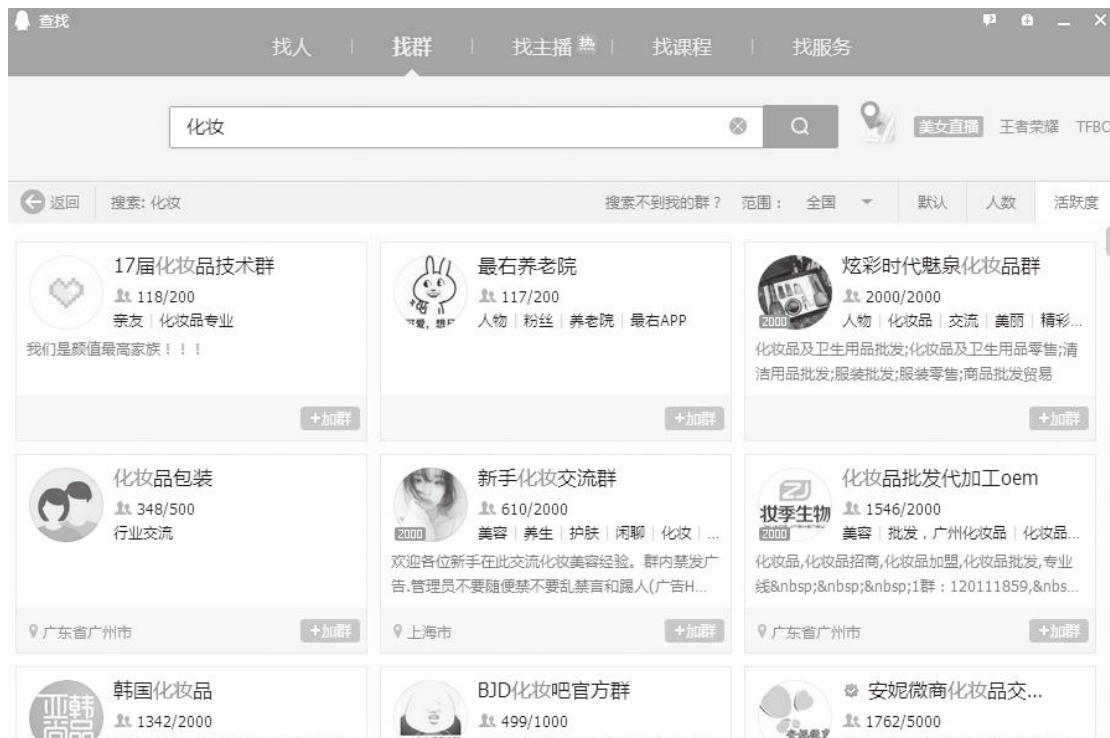 查找
找人 找群 找主播 热 找课程 找服务
化妆
美女直播 王者荣耀 TFBO
返回 搜索: 化妆 搜索不到我的群？ 范围： 全国 默认 人数 活跃度
17届化妆品技术群
118/200
亲友 | 化妆品专业
我们是颜值最高家族！！！
+加群
最右养老院
117/200
人物 | 粉丝 | 养老院 | 最右APP
+加群
炫彩时代魅泉化妆品群
2000/2000
2000
人物 | 化妆品 | 交流 | 美丽 | 精彩...
化妆品及卫生用品批发;化妆品及卫生用品零售;清
洁用品批发;服装批发;服装零售;商品批发贸易
+加群
化妆品包装
348/500
行业交流
广东省广州市 +加群
新手化妆交流群
610/2000
2000
美容 | 养生 | 护肤 | 闲聊 | 化妆 | ...
欢迎各位新手在此交流化妆美容经验。群内禁发广
告.管理员不要随便禁不要乱禁言和踢人(广告H...
上海市 +加群
化妆品批发代加工oem
1546/2000
妆季生物
2000
美容 | 批发，广州化妆品 | 化妆品...
化妆品,化妆品招商,化妆品加盟,化妆品批发,专业
线&nbsp;&nbsp;&nbsp;1群：120111859,&nbs...
广东省广州市 +加群
韩国化妆品
1342/2000
BJD化妆吧官方群
499/1000
安妮微商化妆品交...
1762/5000